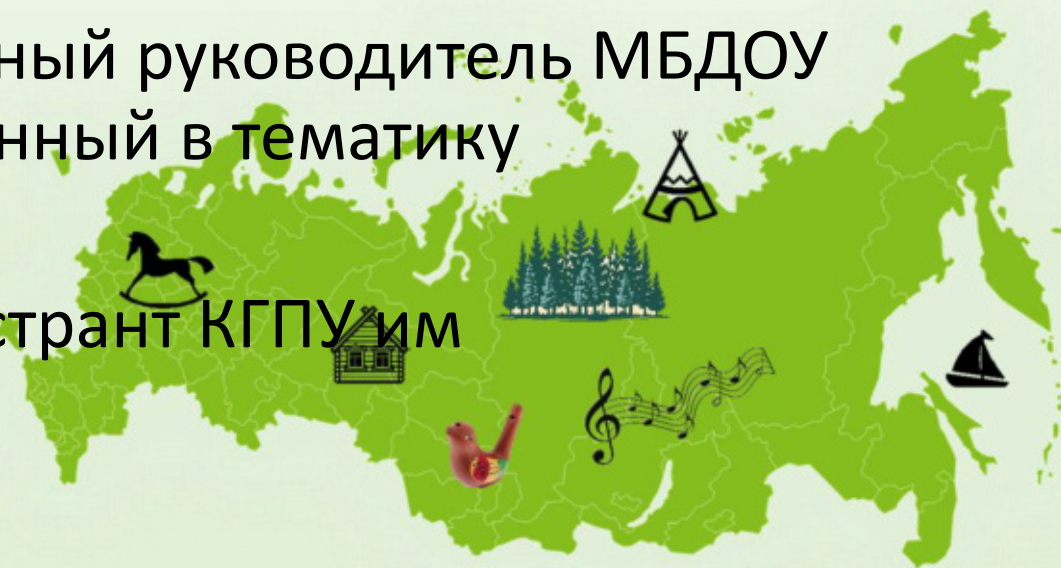 ный руководитель МБДОУ
нный в тематику
странт КГПУ им